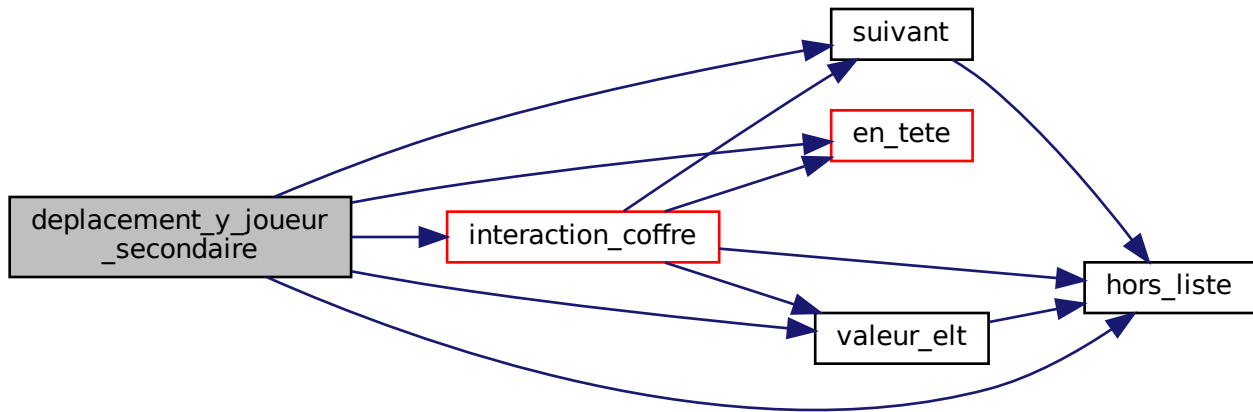 suivant
en_tete
deplacement_y_joueur
_secondaire
interaction_coffre
hors_liste
valeur_elt